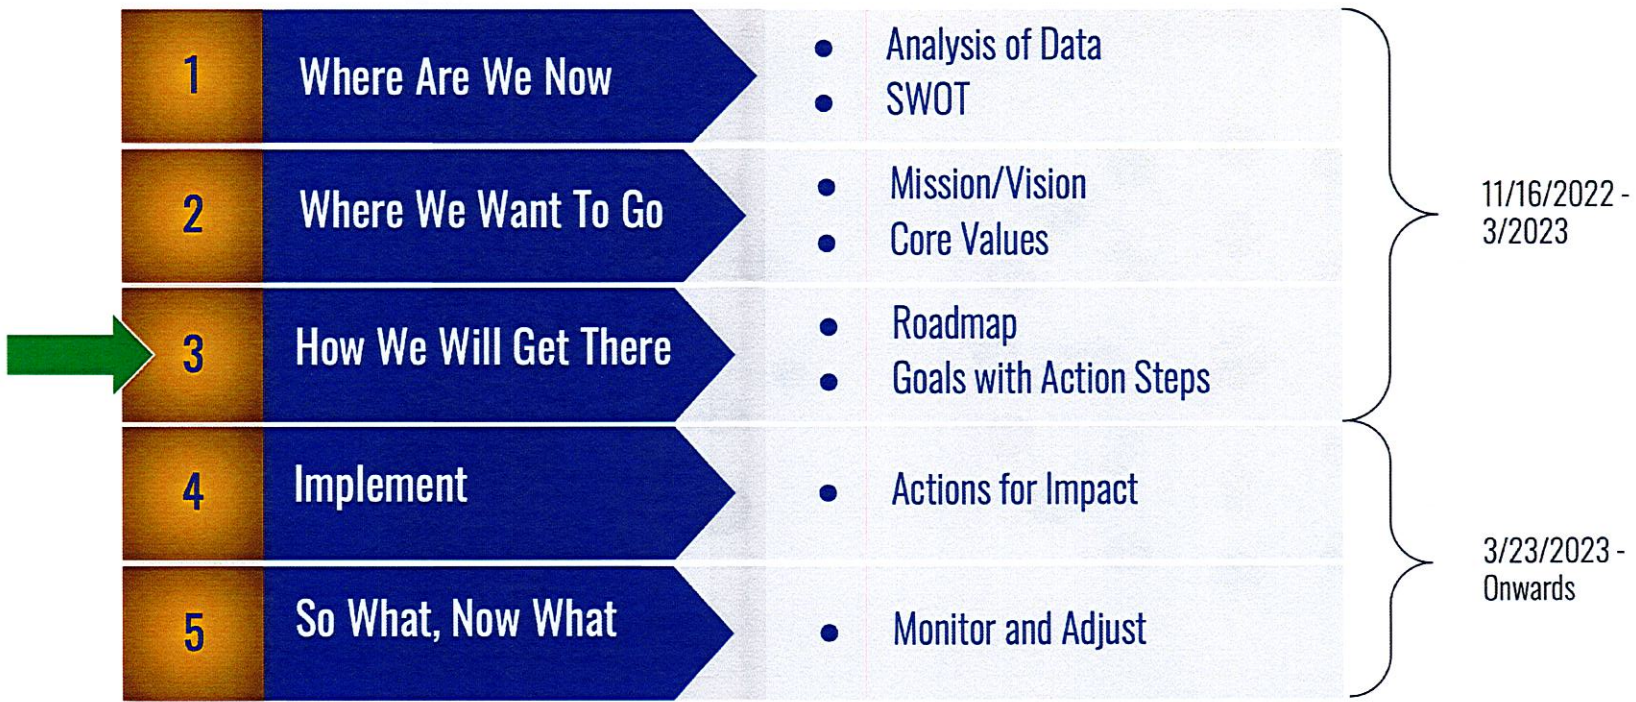 1
Where Are We Now
• Analysis of Data
• SWOT
2
Where We Want To Go
• Mission/Vision
• Core Values
3
How We Will Get There
• Roadmap
• Goals with Action Steps
11/16/2022 -
3/2023
4
Implement
• Actions for Impact
5
So What, Now What
• Monitor and Adjust
3/23/2023 -
Onwards